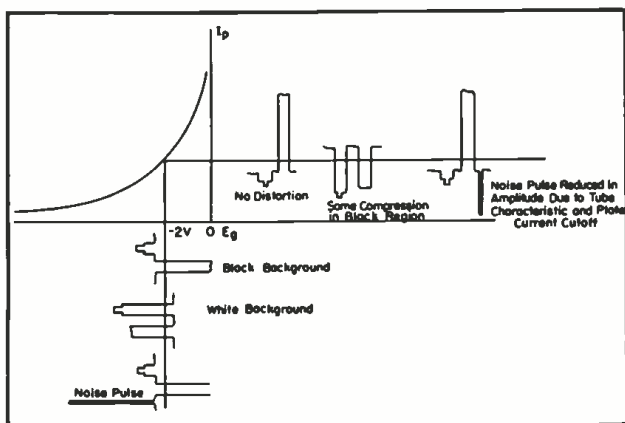 Ip
No Distortion
Some Compression
in Black Region
Noise Pulse Reduced in
Amplitude Due to Tube
Characteristic and Plate
Current Cutoff
-2V 0 Eg
Black Background
White Background
Noise Pulse